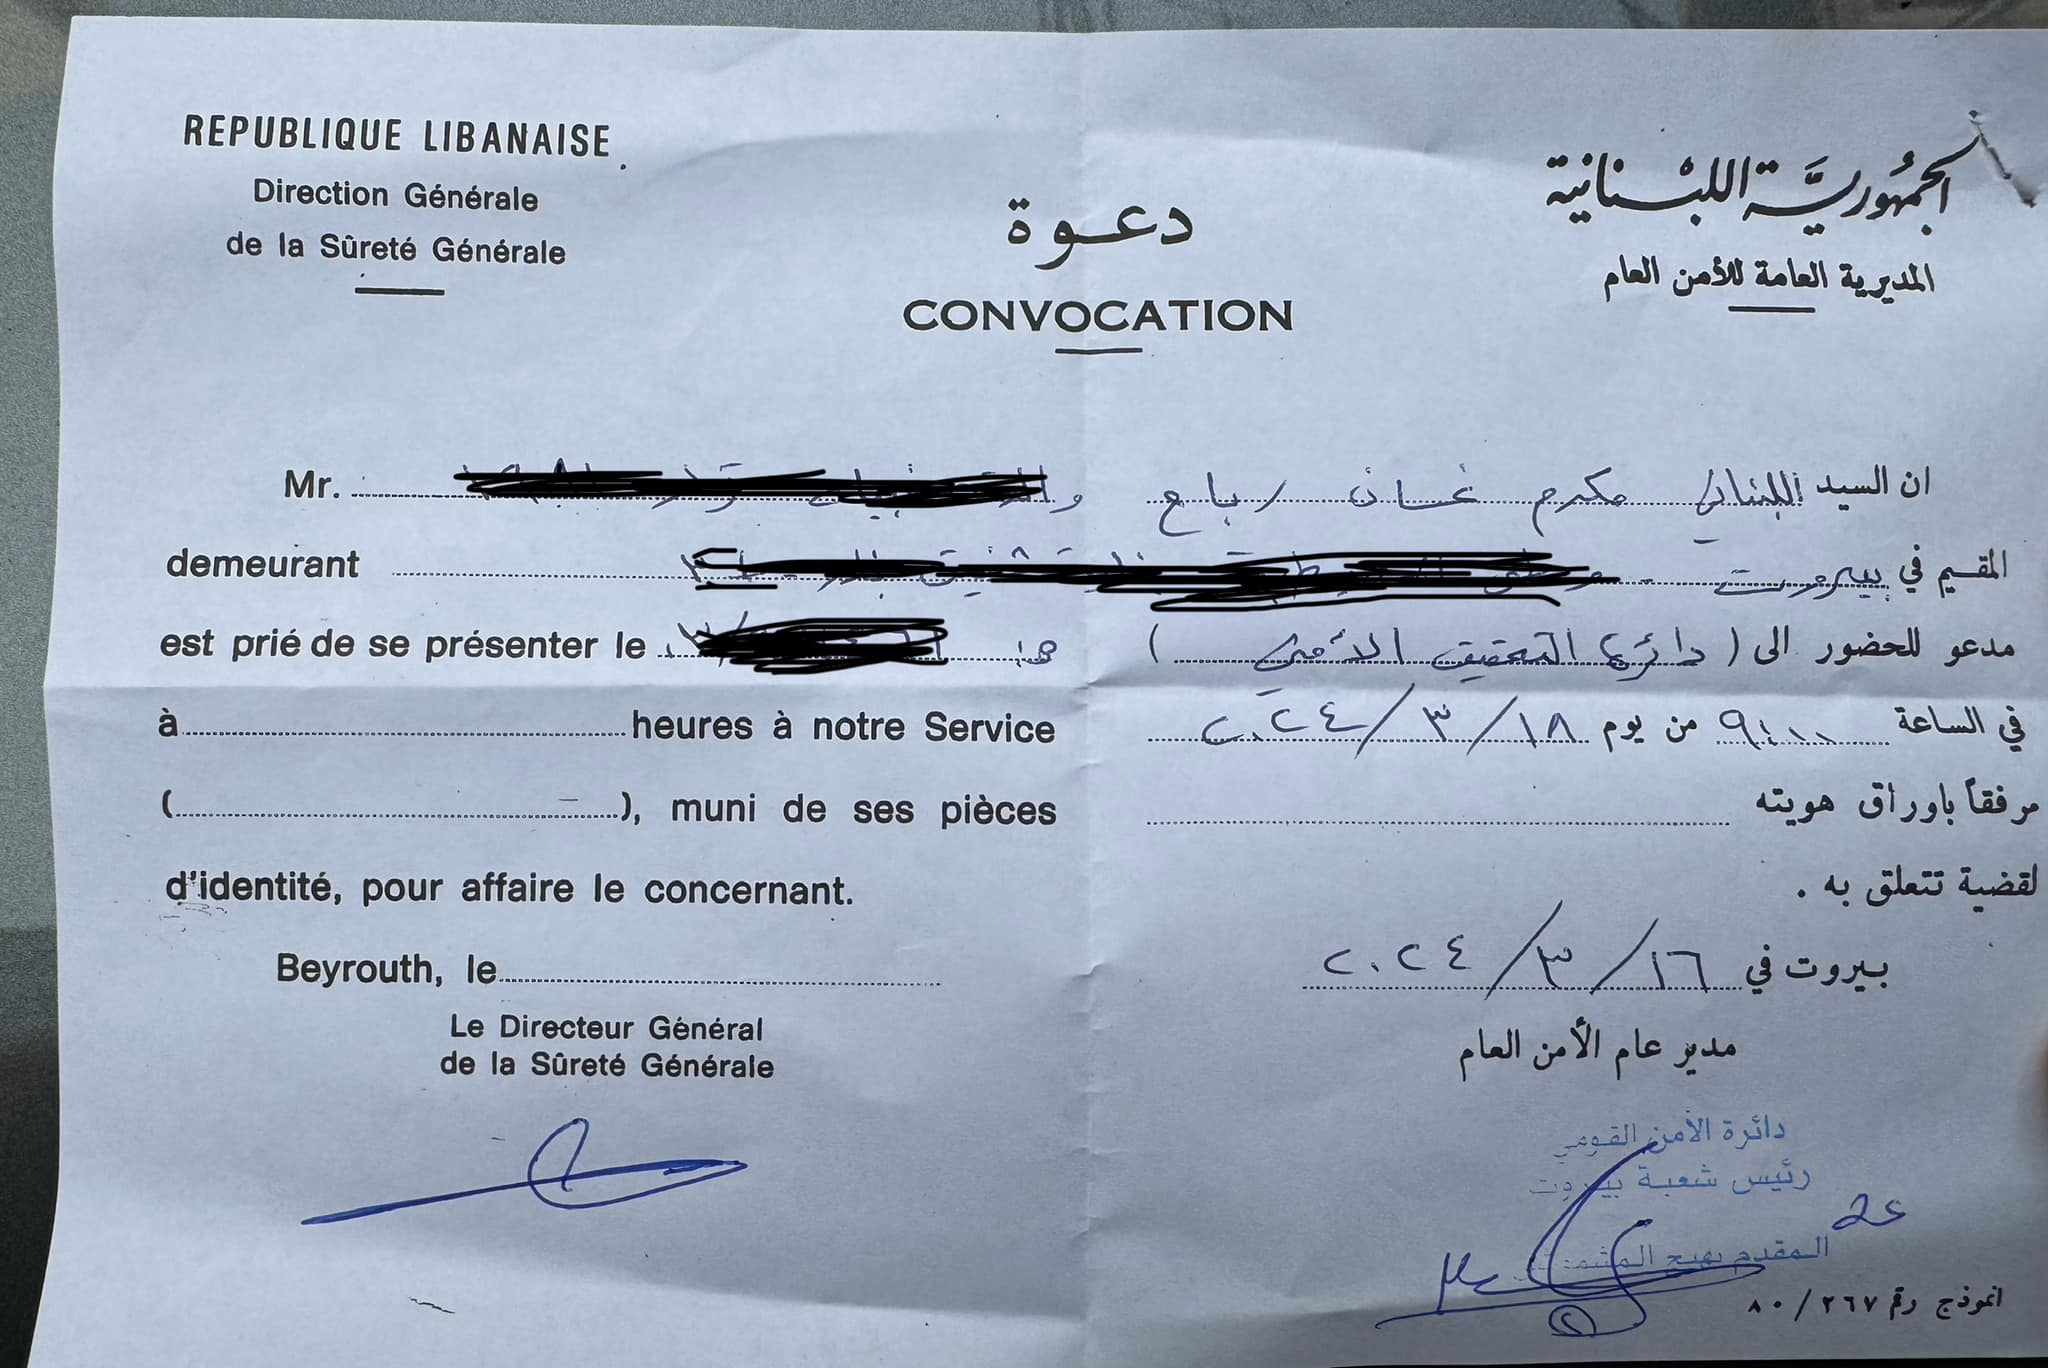 REPUBLIQUE LIBANAISE
Direction Générale
de la Sûreté Générale
الجمهورية اللبنانية
المديرية العامة للأمن العام
دعوة
CONVOCATION
ان السيد اللبناني مكرم غسان رباح
المقيم في بيروت
مدعو للحضور الى ( دائرة التحقيق الأمني )
في الساعة ٩:٠٠ من يوم ١٨/٣/٢٠٢٤
مرفقاً باوراق هويته
لقضية تتعلق به .
بيروت في ١٦/٣/٢٠٢٤
مدير عام الأمن العام
دائرة الأمن القومي
رئيس شعبة بيروت
المقدم بهيج
انموذج رقم ٢٦٧/٨٠
Mr.
demeurant
est prié de se présenter le
à heures à notre Service
( ), muni de ses pièces
d'identité, pour affaire le concernant.
Beyrouth, le
Le Directeur Général
de la Sûreté Générale